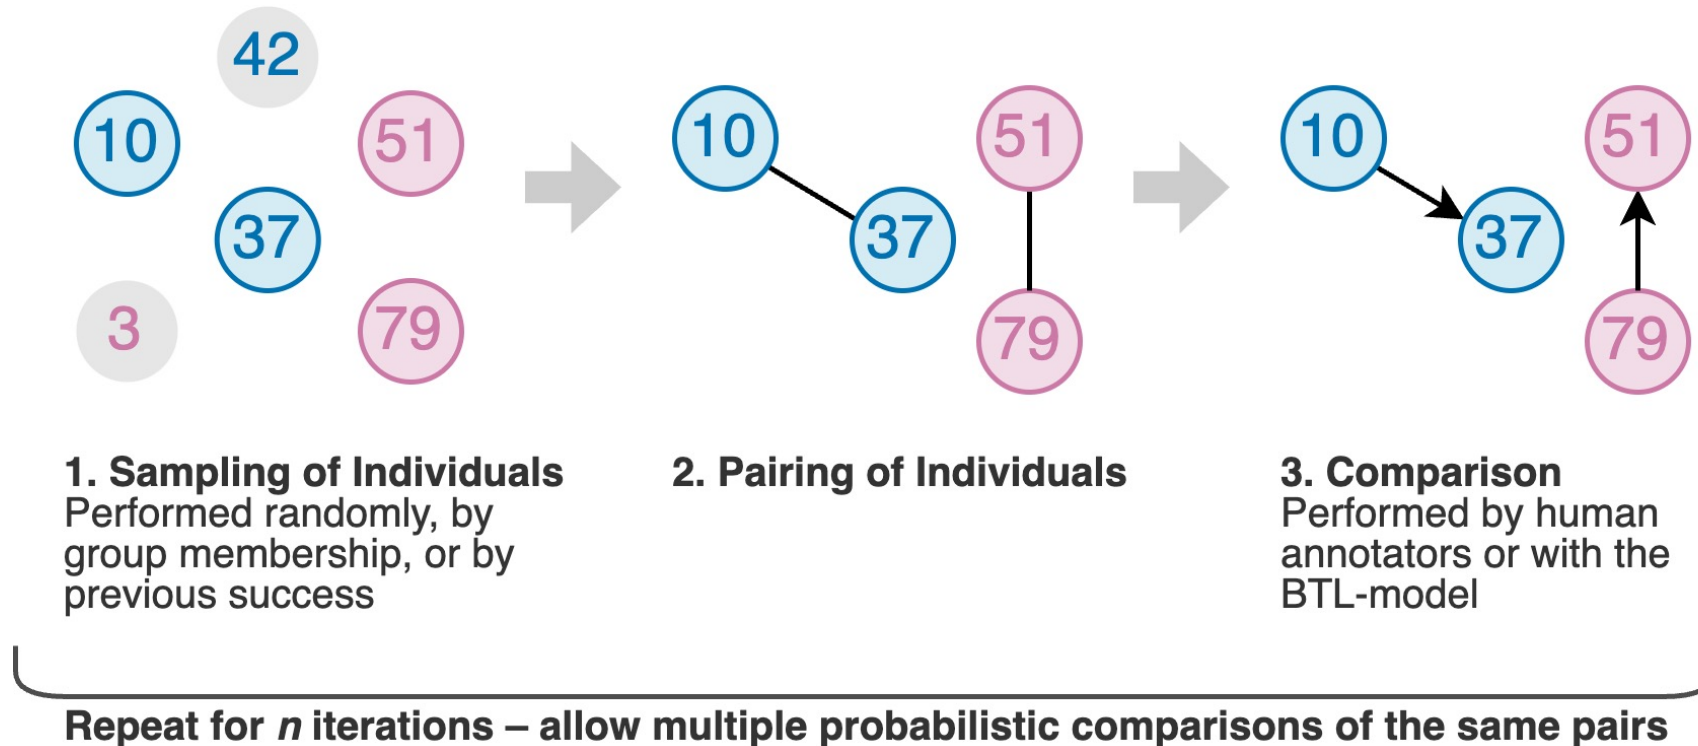 42
10
51
37
3
79
10
51
37
79
10
51
37
79
1. Sampling of Individuals
Performed randomly, by
group membership, or by
previous success
2. Pairing of Individuals
3. Comparison
Performed by human
annotators or with the
BTL-model
Repeat for n iterations – allow multiple probabilistic comparisons of the same pairs